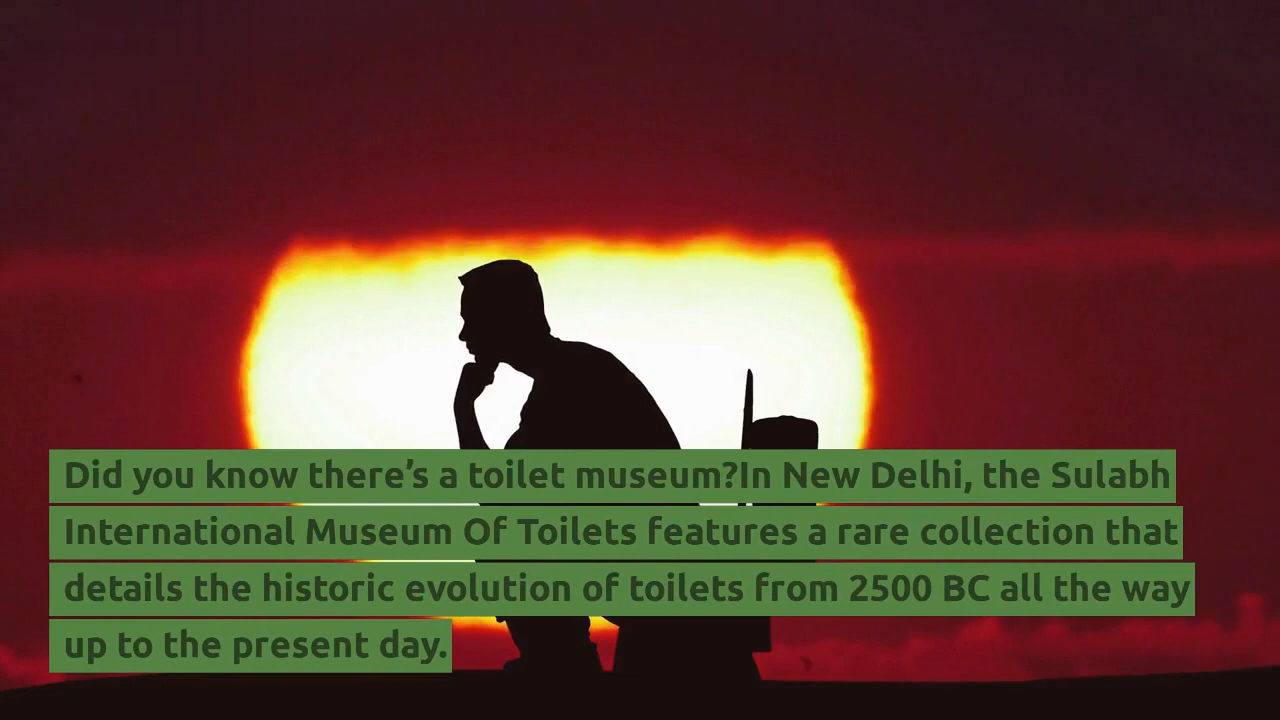 Did you know there’s a toilet museum?In New Delhi, the Sulabh
International Museum Of Toilets features a rare collection that
details the historic evolution of toilets from 2500 BC all the way
up to the present day.